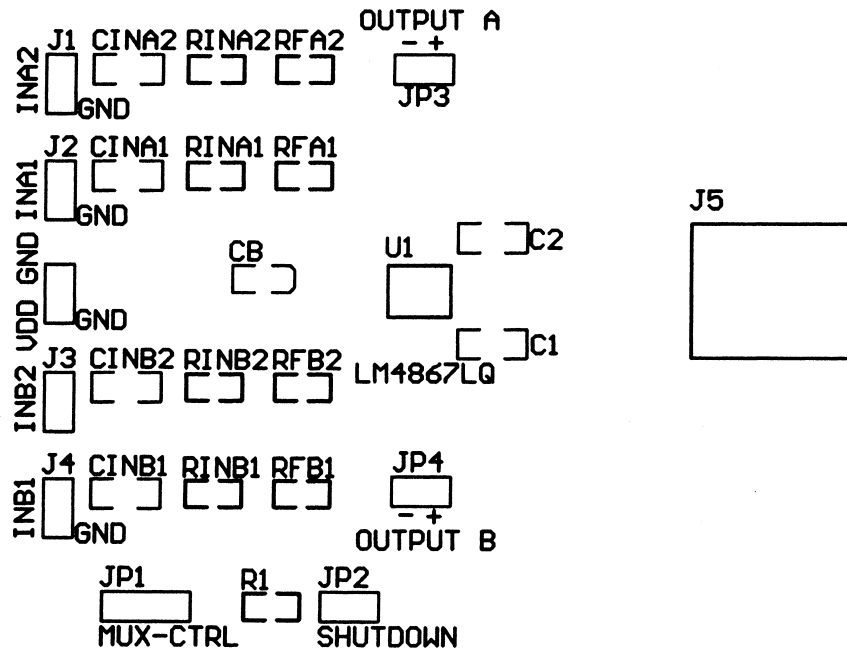 OUTPUT A
J1 CINA2 RINA2 RFA2
- +
INA2
GND
JP3
J2 CINA1 RINA1 RFA1
INA1
GND
J5
C2
CB
U1
VDD GND
GND
C1
J3 CINB2 RINB2 RFB2
LM4867LQ
INB2
J4 CINB1 RINB1 RFB1
JP4
INB1
- +
GND
OUTPUT B
JP1 R1 JP2
MUX-CTRL SHUTDOWN